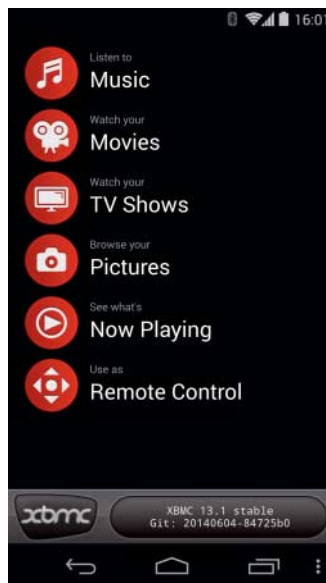 16:01
Listen to
Music
Watch your
Movies
Watch your
TV Shows
Browse your
Pictures
See what's
Now Playing
Use as
Remote Control
xbmc
XBMC 13.1 stable
Git: 20140604-84725b0